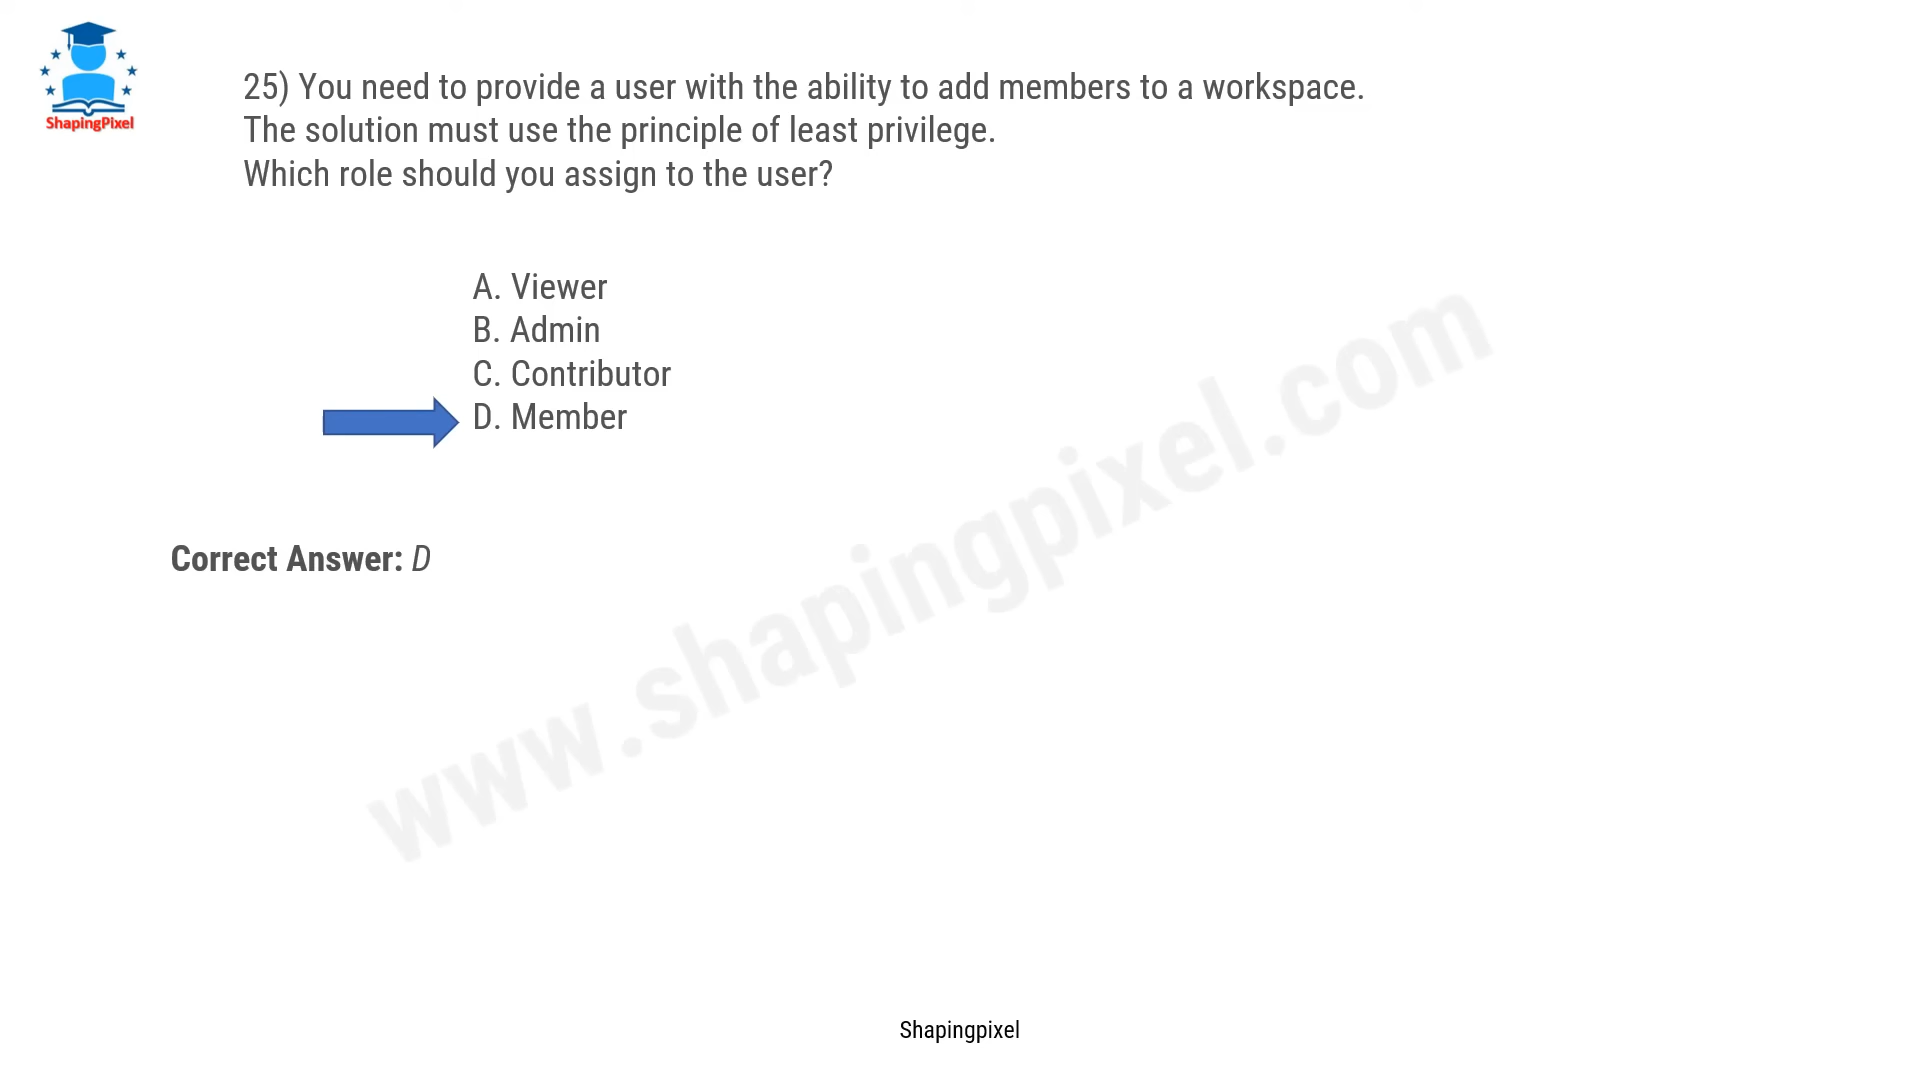 ShapingPixel
25) You need to provide a user with the ability to add members to a workspace.
The solution must use the principle of least privilege.
Which role should you assign to the user?
A. Viewer
B. Admin
C. Contributor
D. Member
Correct Answer: D
www.shapingpixel.com
Shapingpixel